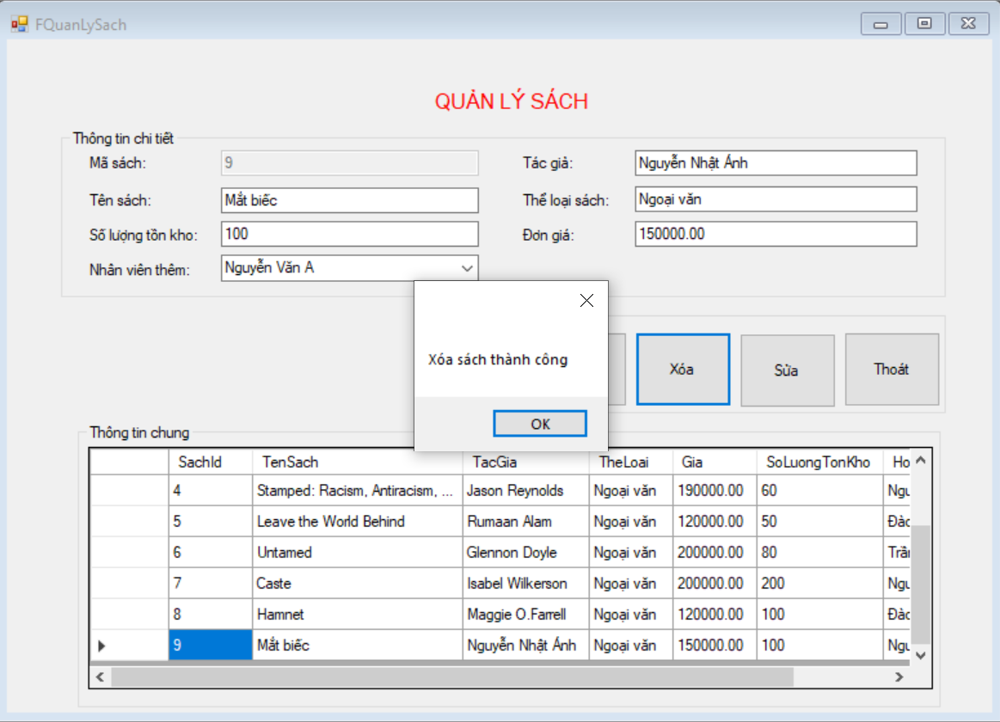 FQuanLySach
QUẢN LÝ SÁCH
Thông tin chi tiết
Mã sách: 9 Tác giả: Nguyễn Nhật Ánh
Tên sách: Mắt biếc Thể loại sách: Ngoại văn
Số lượng tồn kho: 100 Đơn giá: 150000.00
Nhân viên thêm: Nguyễn Văn A
Xóa sách thành công
OK
Xóa Sửa Thoát
Thông tin chung
SachId TenSach TacGia TheLoai Gia SoLuongTonKho Ho
4 Stamped: Racism, Antiracism, ... Jason Reynolds Ngoại văn 190000.00 60 Ngu
5 Leave the World Behind Rumaan Alam Ngoại văn 120000.00 50 Đào
6 Untamed Glennon Doyle Ngoại văn 200000.00 80 Trần
7 Caste Isabel Wilkerson Ngoại văn 200000.00 200 Ngu
8 Hamnet Maggie O.Farrell Ngoại văn 120000.00 100 Đào
9 Mắt biếc Nguyễn Nhật Ánh Ngoại văn 150000.00 100 Ngu